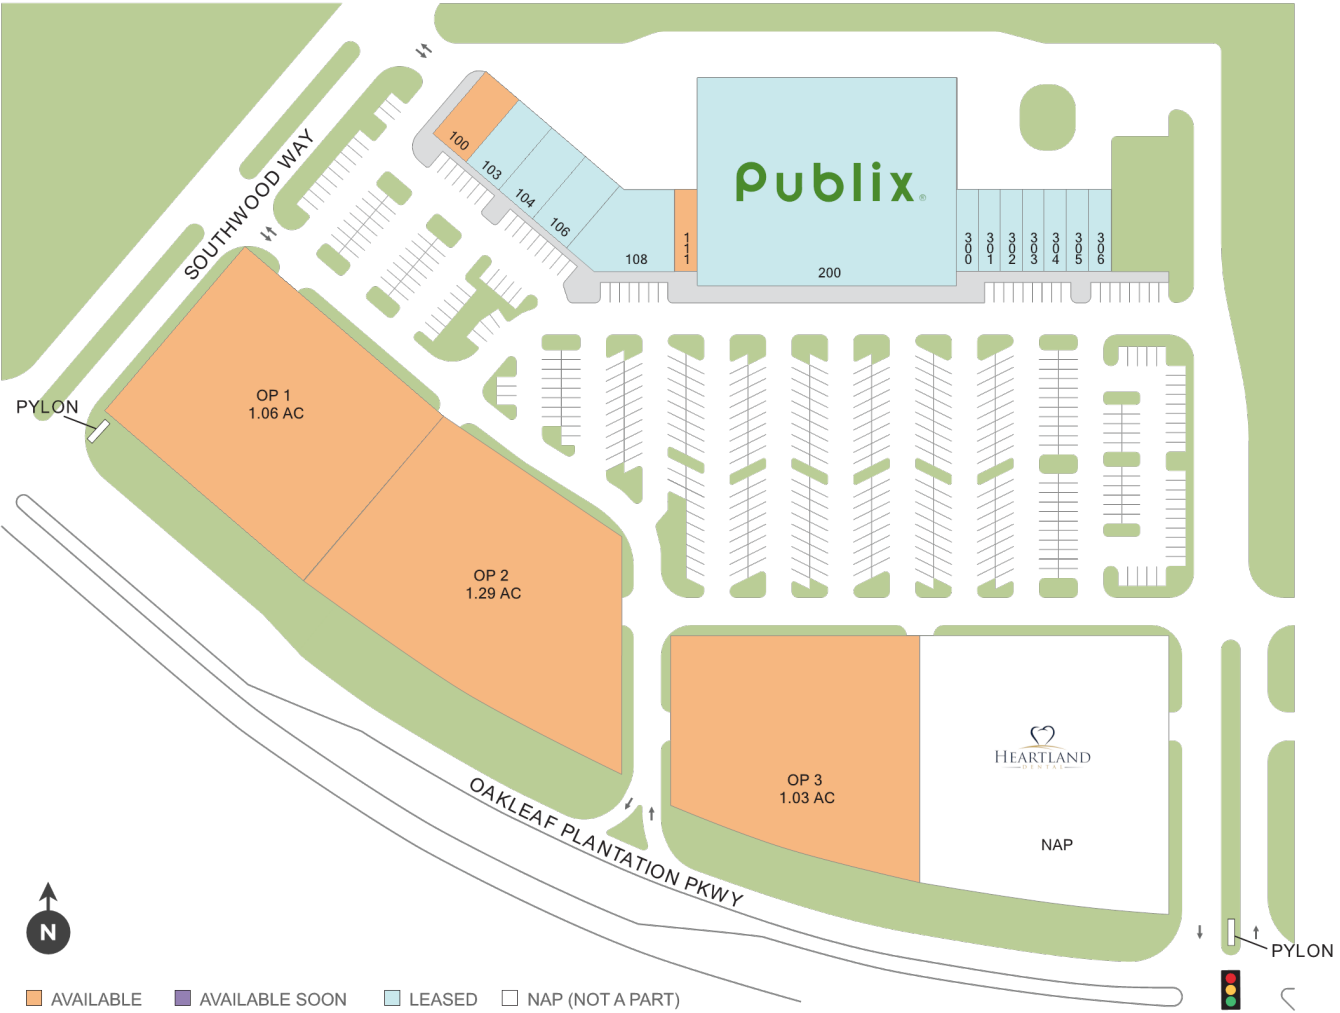 SOUTHWOOD WAY
100
103
104
106
108
111
Publix®
200
300
301
302
303
304
305
306
PYLON
OP 1
1.06 AC
OP 2
1.29 AC
OP 3
1.03 AC
HEARTLAND
DENTAL
NAP
OAKLEAF PLANTATION PKWY
N
PYLON
AVAILABLE
AVAILABLE SOON
LEASED
NAP (NOT A PART)